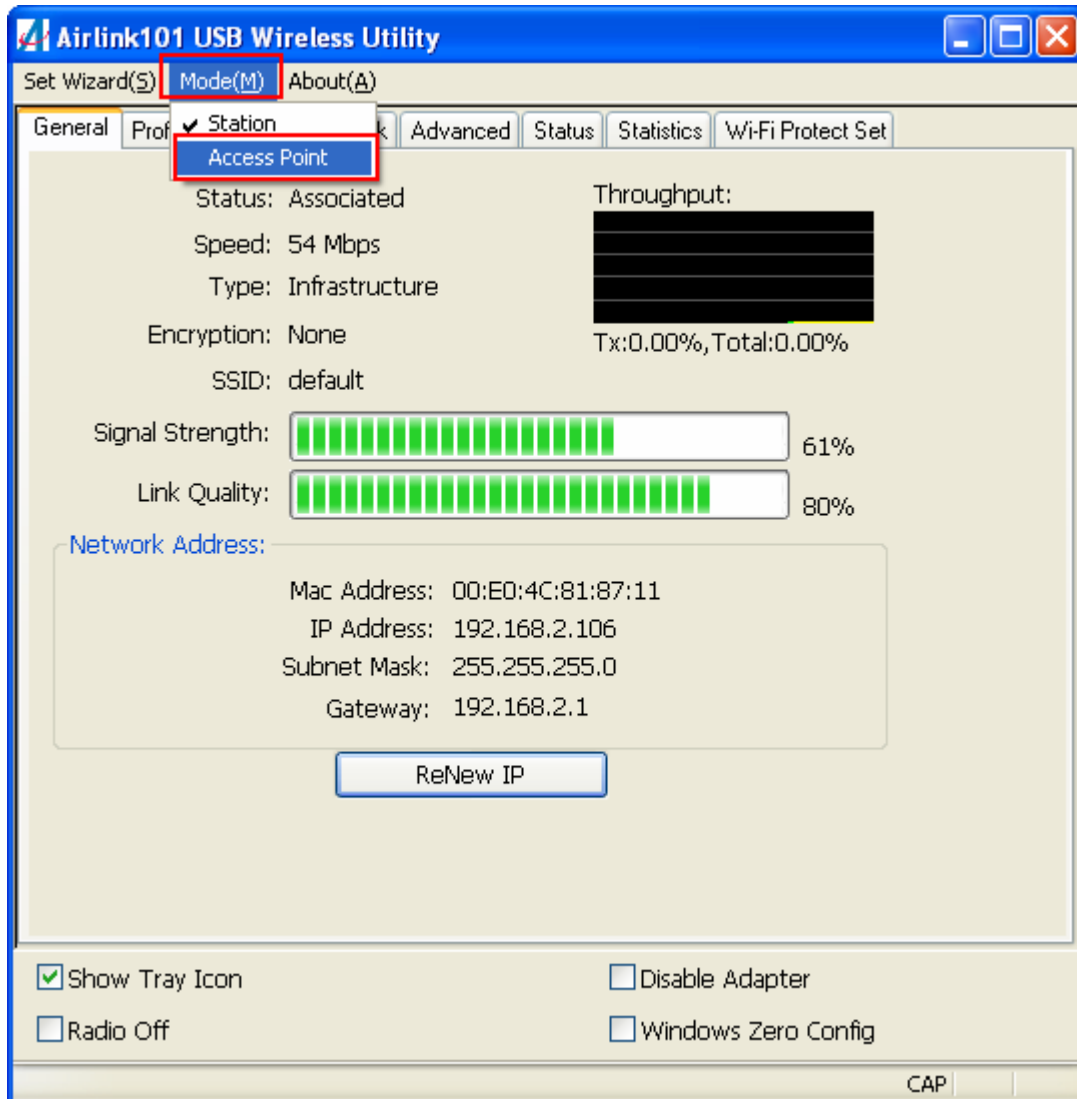 Airlink101 USB Wireless Utility
Set Wizard(S) Mode(M) About(A)
General Advanced Status Statistics Wi-Fi Protect Set
Station
Access Point
Status: Associated
Speed: 54 Mbps
Type: Infrastructure
Encryption: None
SSID: default
Throughput:
Tx:0.00%,Total:0.00%
Signal Strength: 61%
Link Quality: 80%
Network Address:
Mac Address: 00:E0:4C:81:87:11
IP Address: 192.168.2.106
Subnet Mask: 255.255.255.0
Gateway: 192.168.2.1
ReNew IP
Show Tray Icon Disable Adapter
Radio Off Windows Zero Config
CAP